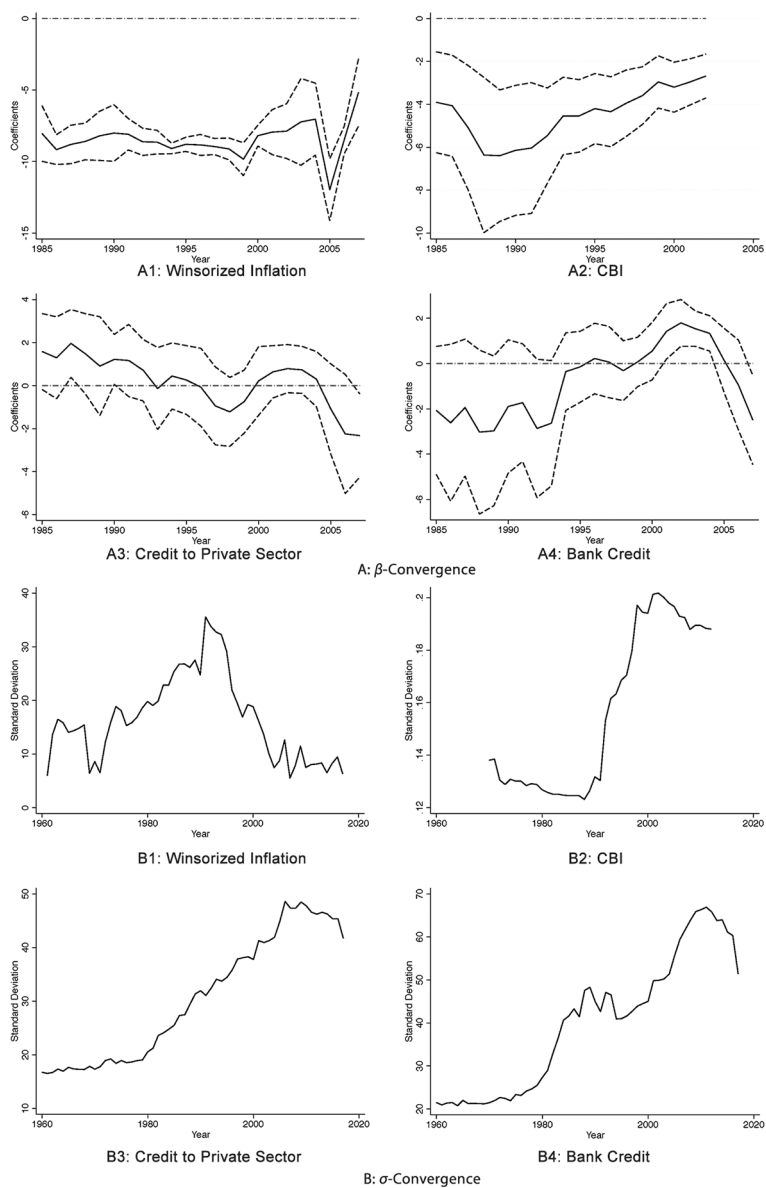 0
-5
-10
-15
Coefficients
1985 1990 1995 2000 2005
Year
A1: Winsorized Inflation
0
-2
-4
-6
-8
-10
Coefficients
1985 1990 1995 2000 2005
Year
A2: CBI
4
2
0
-2
-4
-6
Coefficients
1985 1990 1995 2000 2005
Year
A3: Credit to Private Sector
2
0
-2
-4
-6
Coefficients
1985 1990 1995 2000 2005
Year
A4: Bank Credit
A: β-Convergence
40
30
20
10
0
Standard Deviation
1960 1980 2000 2020
Year
B1: Winsorized Inflation
.2
.18
.16
.14
.12
Standard Deviation
1960 1980 2000 2020
Year
B2: CBI
50
40
30
20
10
Standard Deviation
1960 1980 2000 2020
Year
B3: Credit to Private Sector
70
60
50
40
30
20
Standard Deviation
1960 1980 2000 2020
Year
B4: Bank Credit
B: σ-Convergence